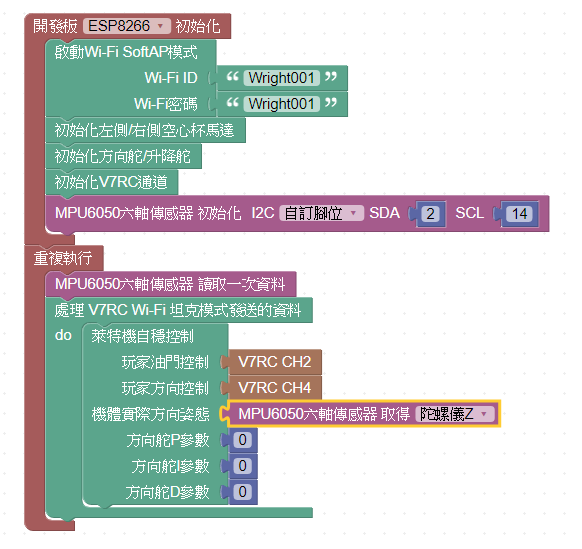 開發板 ESP8266 初始化
啟動Wi-Fi SoftAP模式
Wi-Fi ID “ Wright001 ”
Wi-Fi密碼 “ Wright001 ”
初始化左側/右側空心杯馬達
初始化方向舵/升降舵
初始化V7RC通道
MPU6050六軸傳感器 初始化 I2C 自訂腳位 SDA 2 SCL 14
重複執行
MPU6050六軸傳感器 讀取一次資料
處理 V7RC Wi-Fi 坦克模式發送的資料
do 萊特機自穩控制
玩家油門控制 V7RC CH2
玩家方向控制 V7RC CH4
機體實際方向姿態 MPU6050六軸傳感器 取得 陀螺儀Z
方向舵P參數 0
方向舵I參數 0
方向舵D參數 0